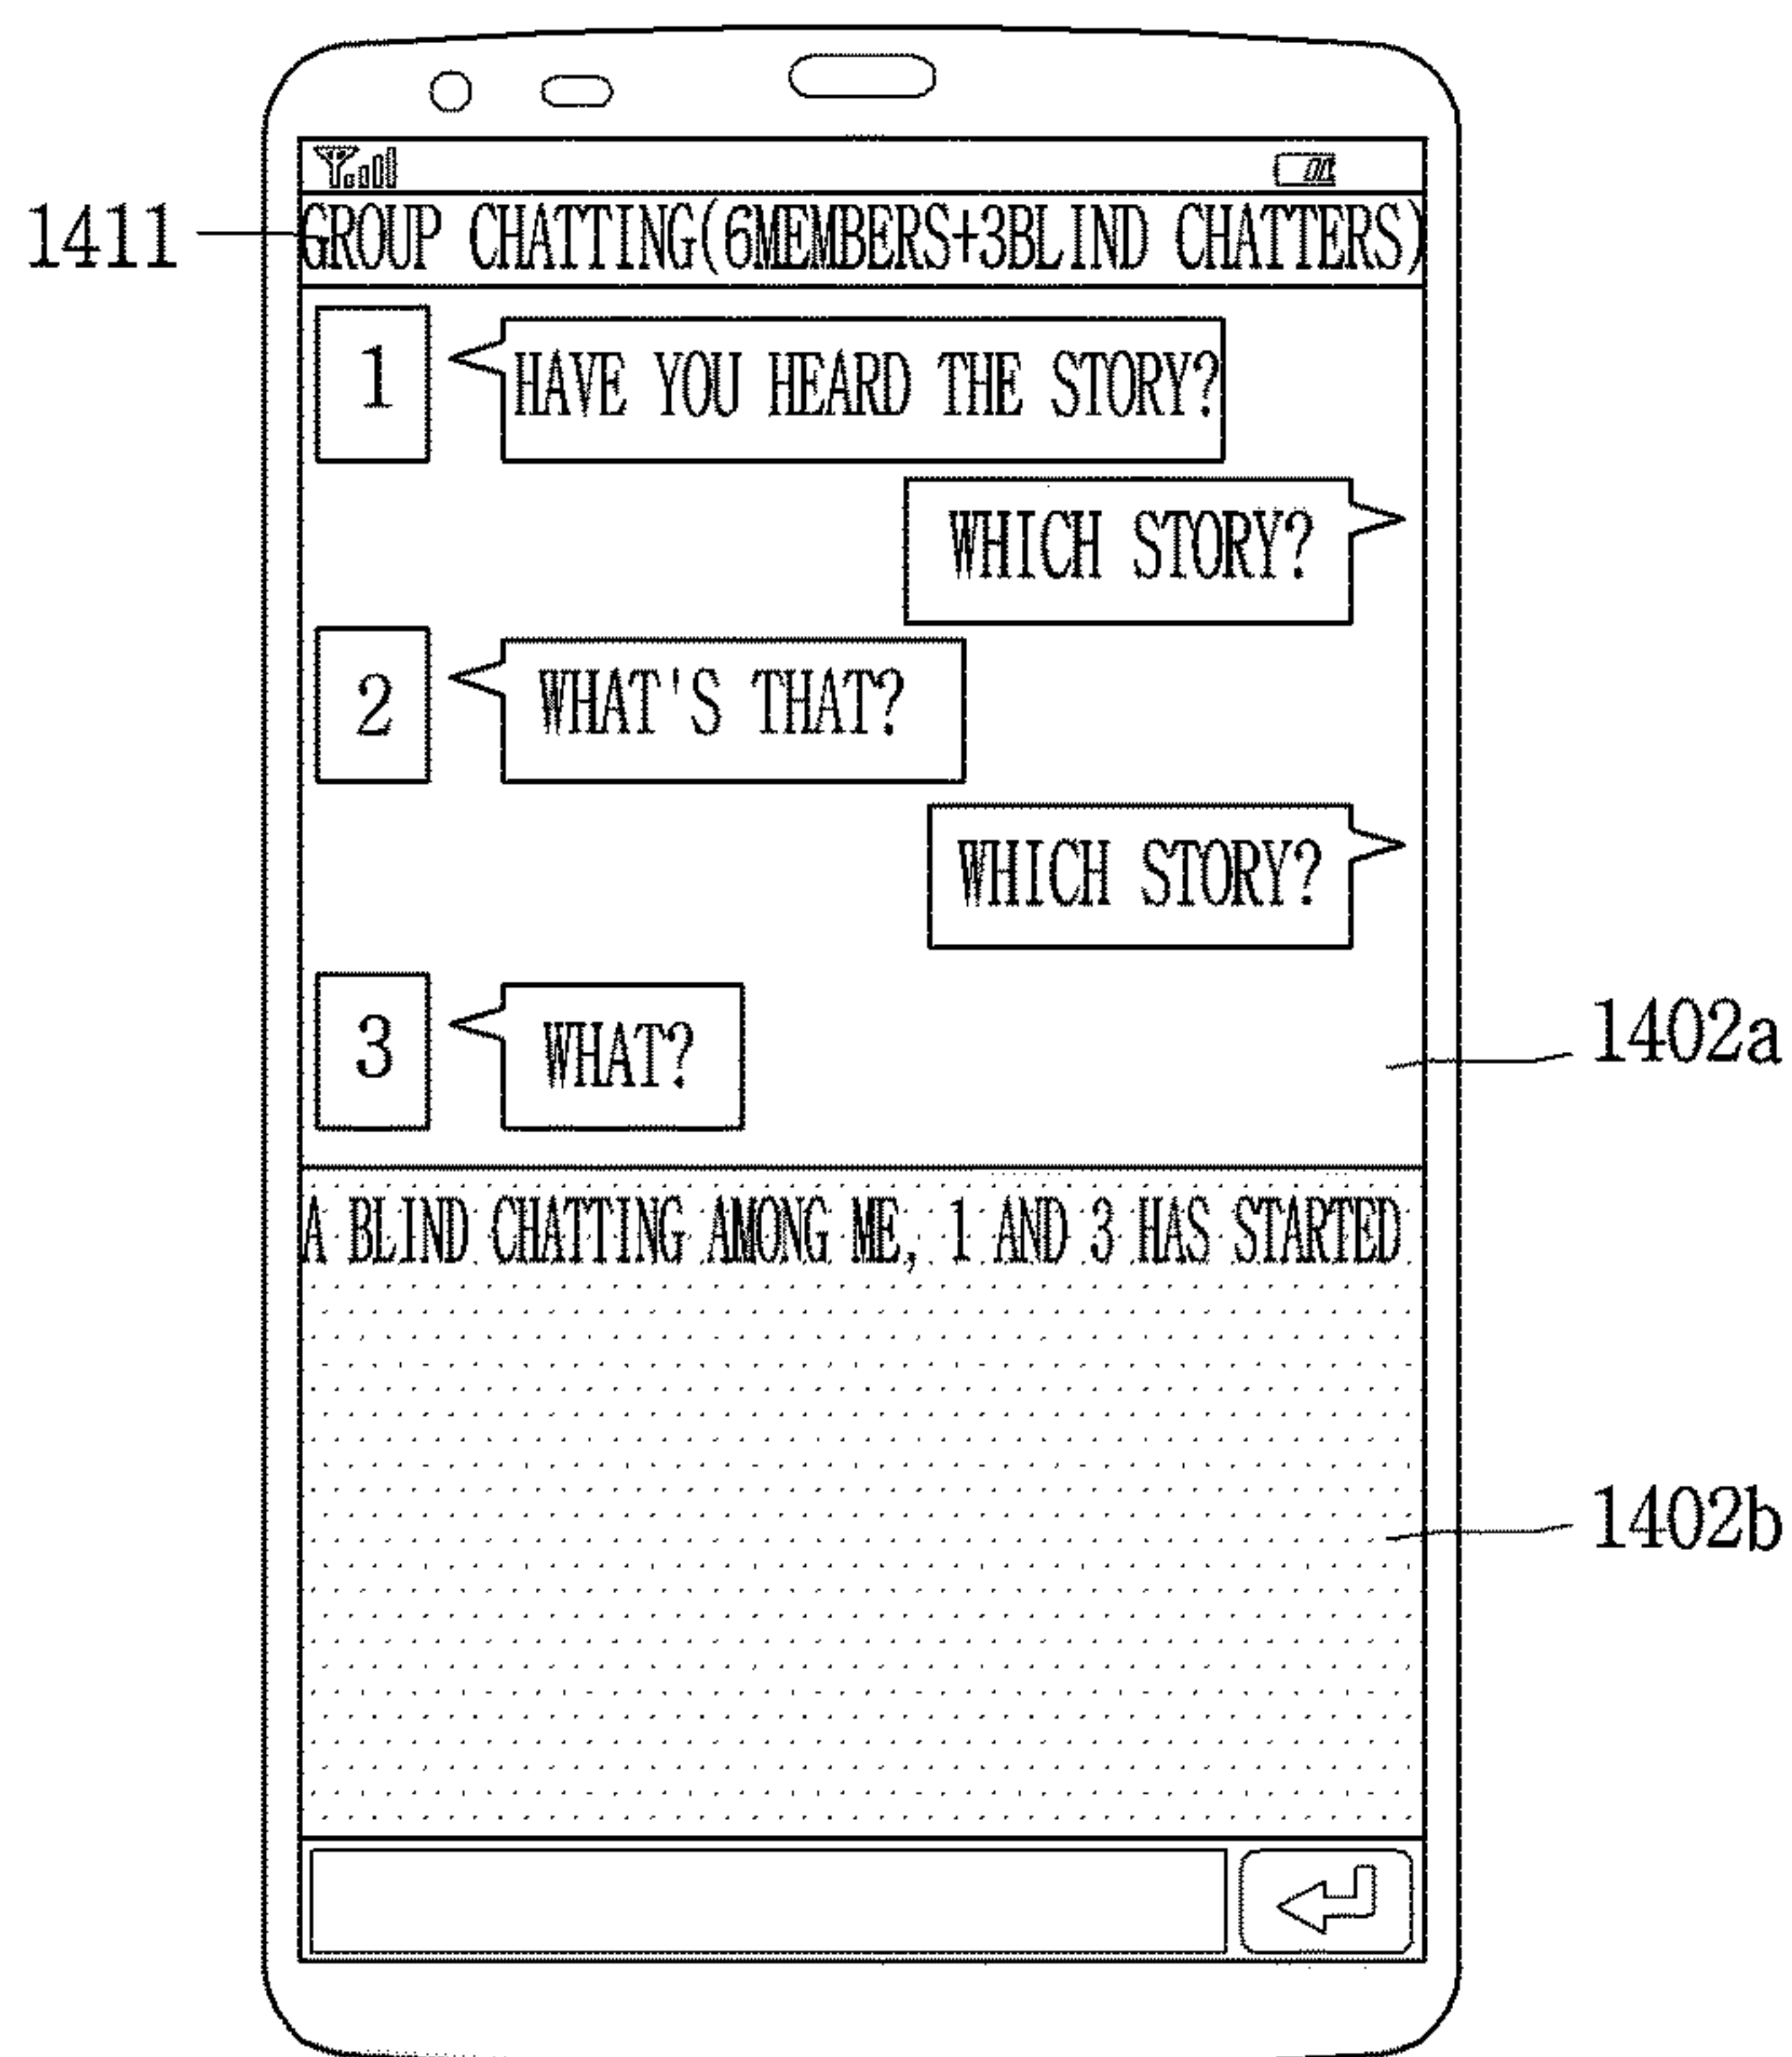 1411
GROUP CHATTING(6MEMBERS+3BLIND CHATTERS)
1
HAVE YOU HEARD THE STORY?
WHICH STORY?
2
WHAT'S THAT?
WHICH STORY?
3
WHAT?
1402a
A BLIND CHATTING AMONG ME, 1 AND 3 HAS STARTED
1402b